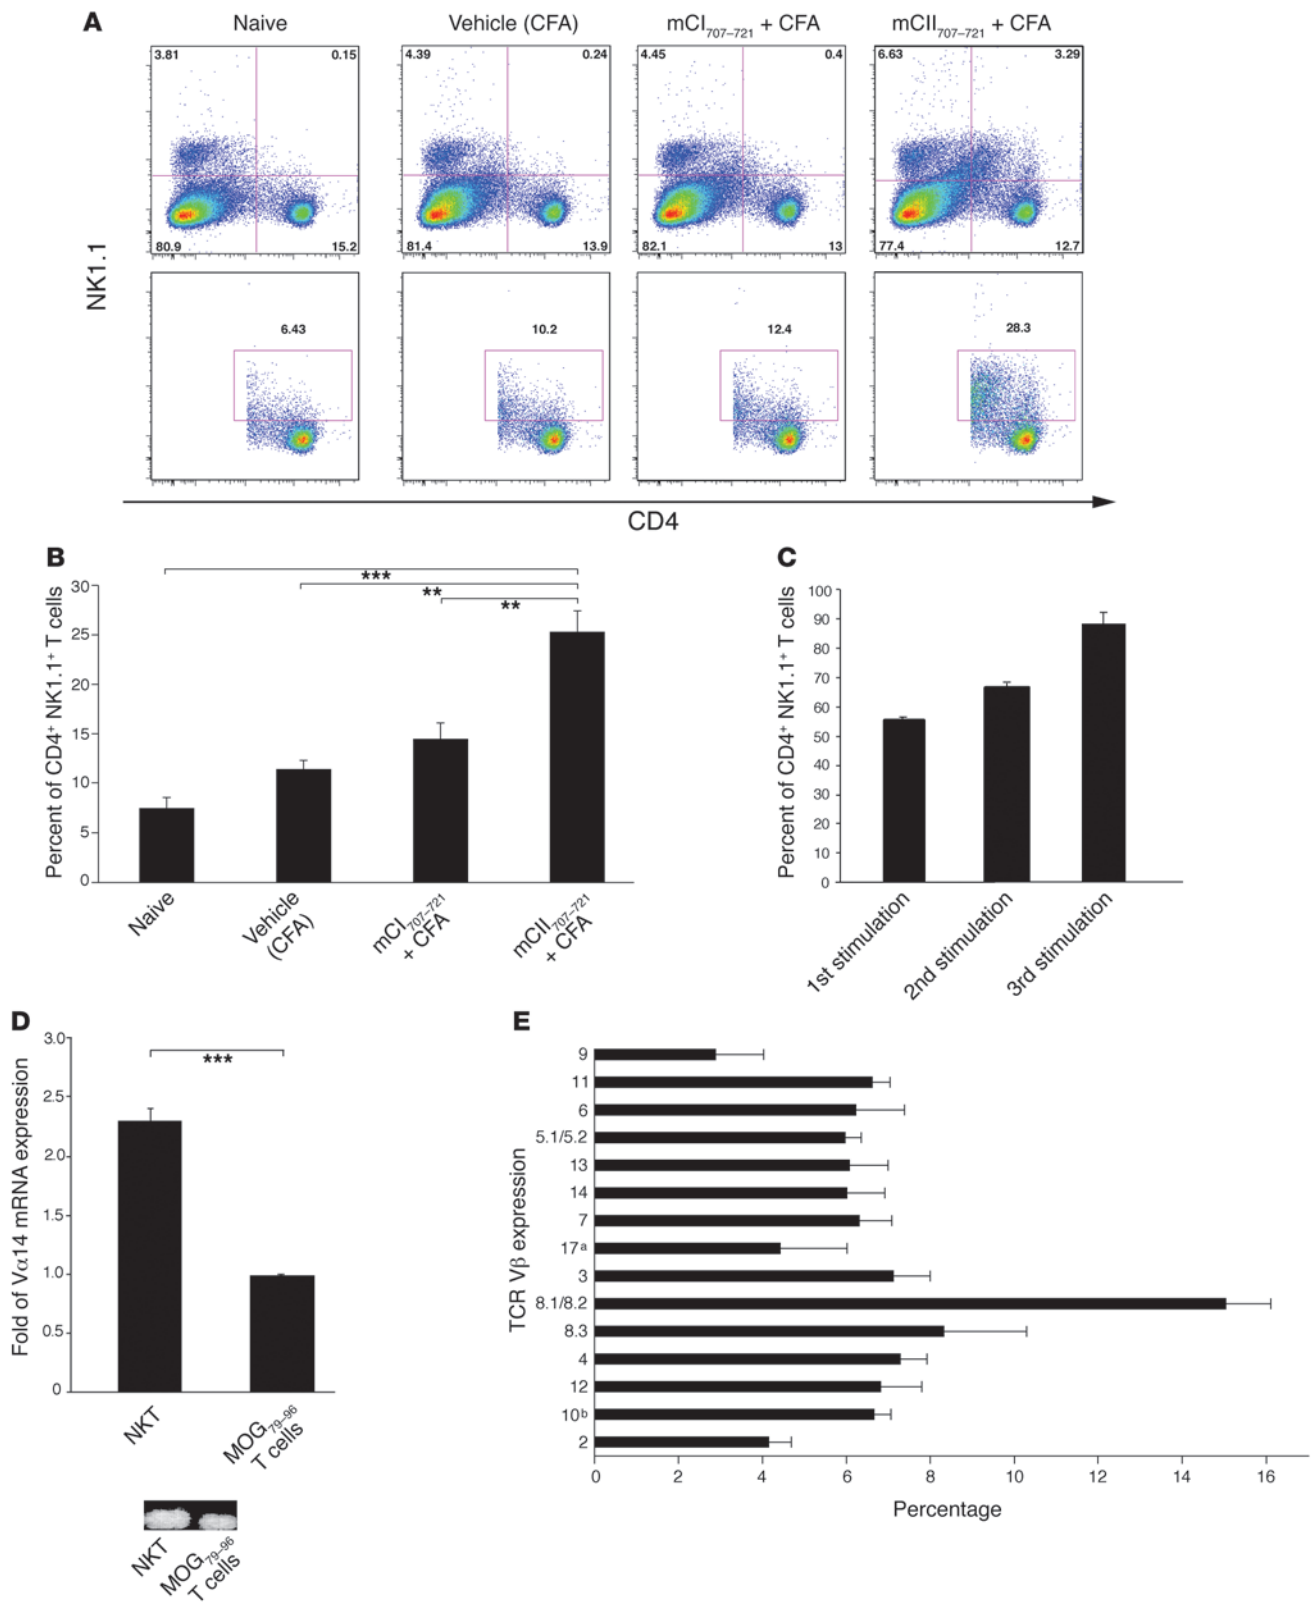 A
Naive
Vehicle (CFA)
mCI707–721 + CFA
mCII707–721 + CFA
3.81 0.15
4.39 0.24
4.45 0.4
6.63 3.29
80.9 15.2
81.4 13.9
82.1 13
77.4 12.7
NK1.1
6.43
10.2
12.4
28.3
CD4
B
Percent of CD4+ NK1.1+ T cells
30
25
20
15
10
5
0
***
**
**
Naive
Vehicle
(CFA)
mCI707–721
+ CFA
mCII707–721
+ CFA
C
Percent of CD4+ NK1.1+ T cells
100
90
80
70
60
50
40
30
20
10
0
1st stimulation
2nd stimulation
3rd stimulation
D
Fold of Vα14 mRNA expression
3.0
2.5
2.0
1.5
1.0
0.5
0
***
NKT
MOG79–96
T cells
NKT
MOG79–96
T cells
E
TCR Vβ expression
9
11
6
5.1/5.2
13
14
7
17a
3
8.1/8.2
8.3
4
12
10b
2
0 2 4 6 8 10 12 14 16
Percentage